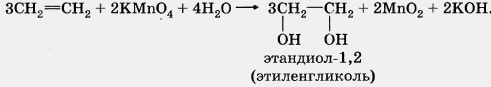 3CH₂=CH₂ + 2KMnO₄ + 4H₂O ⟶ 3CH₂—CH₂ + 2MnO₂ + 2KOH.
OH OH
этандиол-1,2
(этиленгликоль)